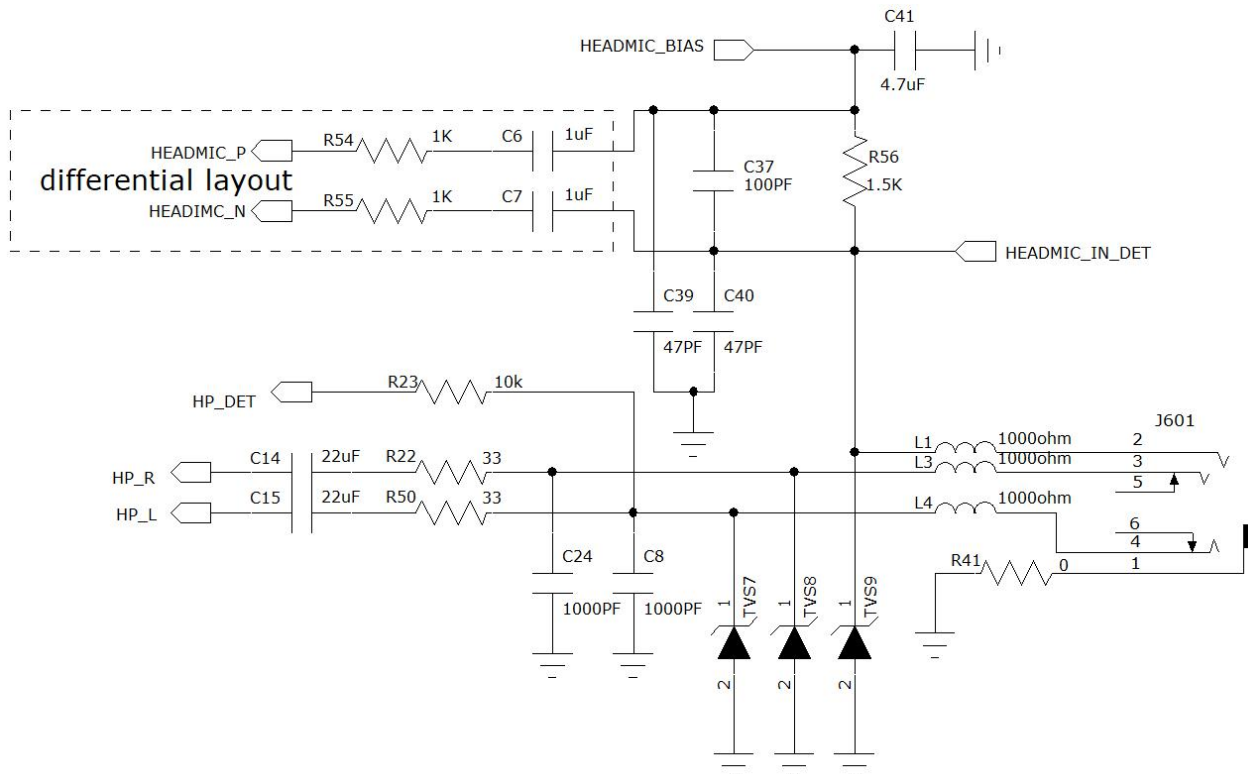 C41
HEADMIC_BIAS
4.7uF
R54 1K C6 1uF
HEADMIC_P
differential layout
C37
100PF
R56
1.5K
R55 1K C7 1uF
HEADIMC_N
HEADMIC_IN_DET
C39 C40
47PF 47PF
R23 10k
HP_DET
J601
L1 1000ohm 2
C14 22uF R22 33
L3 1000ohm 3
HP_R
5
C15 22uF R50 33
L4 1000ohm
HP_L
6
4
C24 C8
R41 0 1
1000PF 1000PF
1 TVS7
1 TVS8
1 TVS9
2 2 2